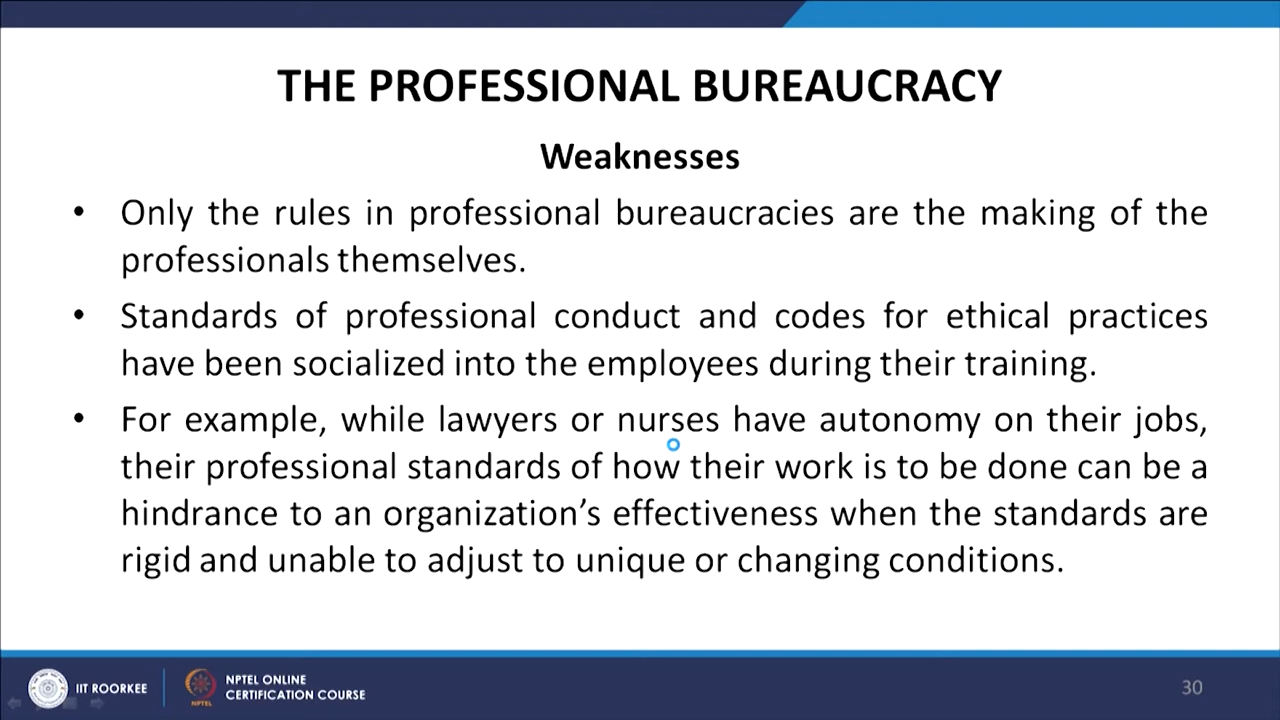 THE PROFESSIONAL BUREAUCRACY
Weaknesses
• Only the rules in professional bureaucracies are the making of the
professionals themselves.
• Standards of professional conduct and codes for ethical practices
have been socialized into the employees during their training.
• For example, while lawyers or nurses have autonomy on their jobs,
their professional standards of how their work is to be done can be a
hindrance to an organization’s effectiveness when the standards are
rigid and unable to adjust to unique or changing conditions.
IIT ROORKEE
NPTEL
NPTEL ONLINE
CERTIFICATION COURSE
30